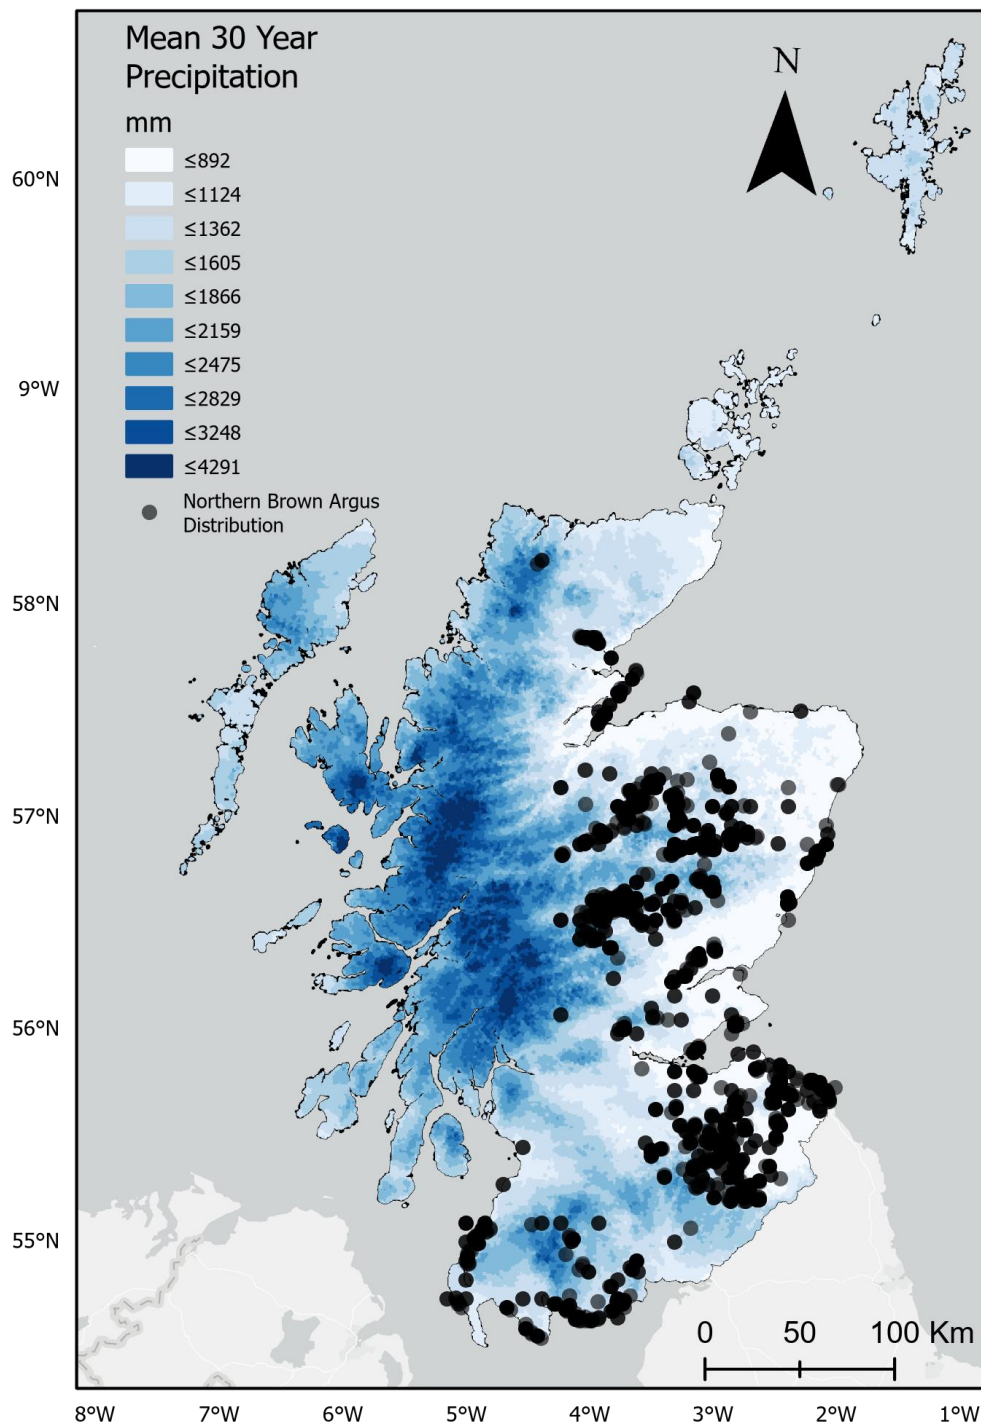 Mean 30 Year
Precipitation
mm
≤892
≤1124
≤1362
≤1605
≤1866
≤2159
≤2475
≤2829
≤3248
≤4291
Northern Brown Argus
Distribution
N
60°N
9°W
58°N
57°N
56°N
55°N
0 50 100 Km
8°W 7°W 6°W 5°W 4°W 3°W 2°W 1°W